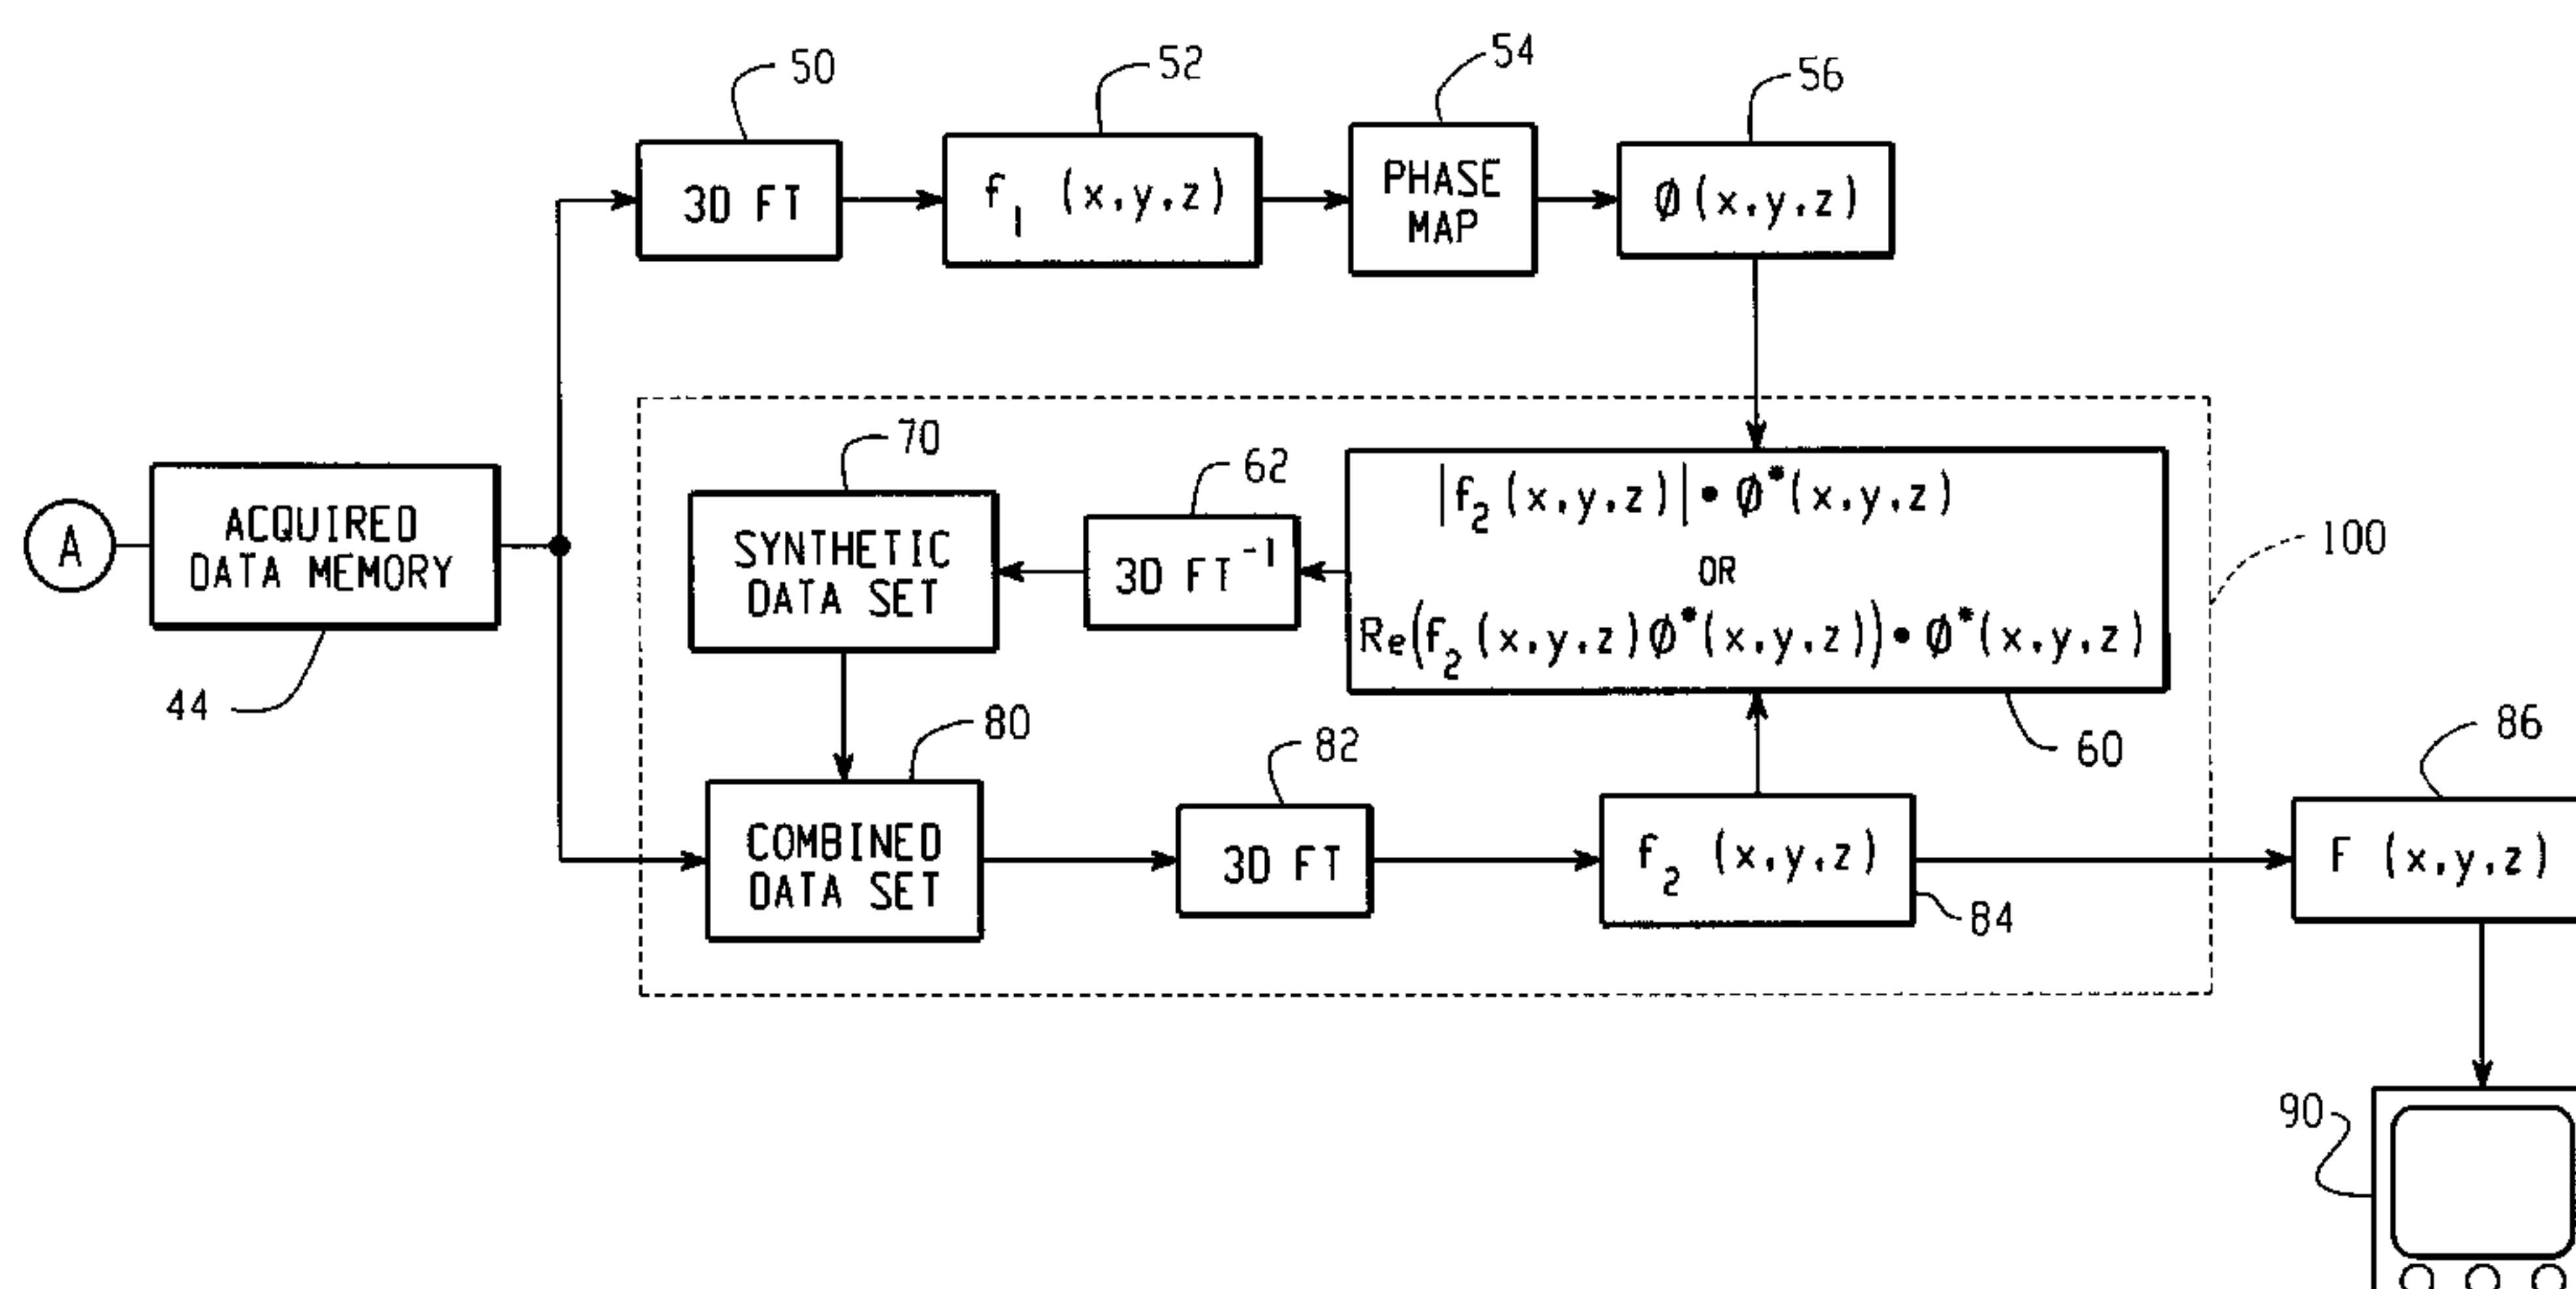 50
52
54
56
3D FT
f₁ (x,y,z)
PHASE
MAP
ø(x,y,z)
A
ACQUIRED
DATA MEMORY
44
70
SYNTHETIC
DATA SET
62
3D FT⁻¹
|f₂(x,y,z)|•ø*(x,y,z)
OR
Re(f₂(x,y,z)ø*(x,y,z))•ø*(x,y,z)
60
100
80
COMBINED
DATA SET
82
3D FT
f₂ (x,y,z)
84
86
F (x,y,z)
90